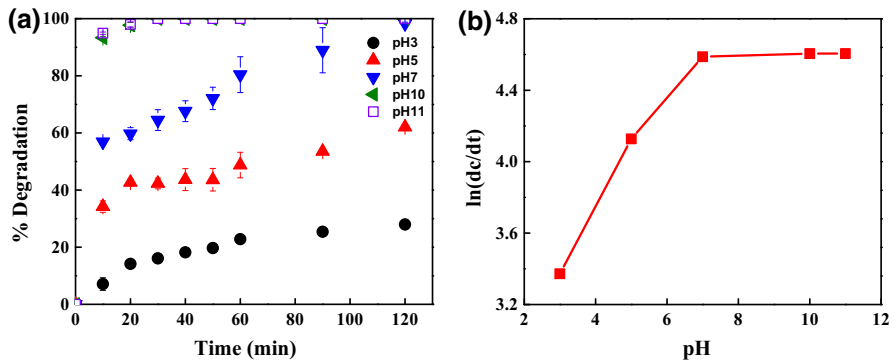 (a)
100
80
60
40
20
0
% Degradation
pH3
pH5
pH7
pH10
pH11
0 20 40 60 80 100 120
Time (min)
(b)
4.8
4.4
4.0
3.6
3.2
ln(dc/dt)
2 4 6 8 10 12
pH